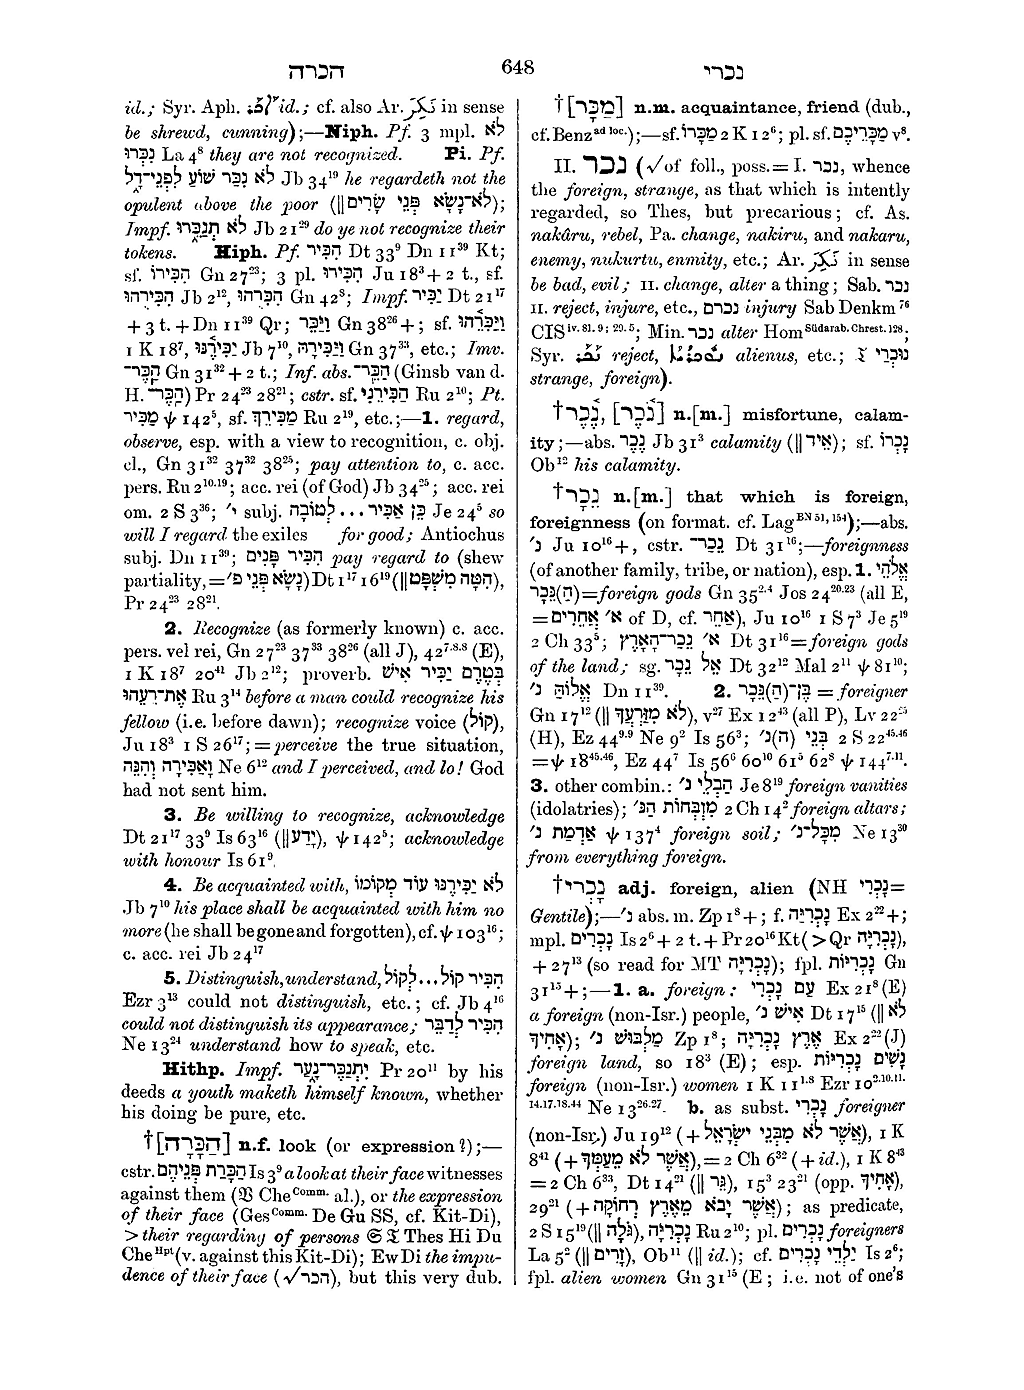 הכרה
648
נכרי
id.; Syr. Aph. id.; cf. also Ar. نَكُرَ in sense
be shrewd, cunning);—Niph. Pf. 3 mpl. לֹא
נִכְּרוּ La 4⁸ they are not recognized. Pi. Pf.
לֹא נִכַּר שׁוֹעַ לִפְנֵי־דָל Jb 34¹⁹ he regardeth not the
opulent above the poor (‖לֹא־נָשָׂא פְּנֵי שָׂרִים);
Impf. לֹא תְנַכֵּרוּ Jb 21²⁹ do ye not recognize their
tokens. Hiph. Pf. הִכִּיר Dt 33⁹ Dn 11³⁹ Kt;
sf. הִכִּירוֹ Gn 27²³; 3 pl. הִכִּירוּ Ju 18³ + 2 t., sf.
הִכִּירֻהוּ Jb 2¹², הִכִּרֻהוּ Gn 42⁸; Impf. יַכִּיר Dt 21¹⁷
+ 3 t. + Dn 11³⁹ Qr; וַיַּכֵּר Gn 38²⁶ +; sf. וַיַּכִּרֵהוּ
1 K 18⁷, יַכִּירֶנּוּ Jb 7¹⁰, וַיַּכִּירָהּ Gn 37³³, etc.; Imv.
הַכֶּר־ Gn 31³² + 2 t.; Inf. abs. הַכֵּר־ (Ginsb van d.
H. הַכֶּר־) Pr 24²³ 28²¹; cstr. sf. הַכִּירֵנִי Ru 2¹⁰; Pt.
מַכִּיר ψ 142⁵, sf. מַכִּירֵךְ Ru 2¹⁹, etc.;—1. regard,
observe, esp. with a view to recognition, c. obj.
cl., Gn 31³² 37³² 38²⁵; pay attention to, c. acc.
pers. Ru 2¹⁰·¹⁹; acc. rei (of God) Jb 34²⁵; acc. rei
om. 2 S 3³⁶; י׳ subj. כֵּן אַכִּיר . . . לְטוֹבָה Je 24⁵ so
will I regard the exiles for good; Antiochus
subj. Dn 11³⁹; הִכִּיר פָּנִים pay regard to (shew
partiality, = נָשָׂא פְּנֵי פ׳) Dt 1¹⁷ 16¹⁹ (‖הִטָּה מִשְׁפָּט),
Pr 24²³ 28²¹.
2. Recognize (as formerly known) c. acc.
pers. vel rei, Gn 27²³ 37³³ 38²⁶ (all J), 42⁷·⁸·⁸ (E),
1 K 18⁷ 20⁴¹ Jb 2¹²; proverb. בְּטֶרֶם יַכִּיר אִישׁ
אֶת־רֵעֵהוּ Ru 3¹⁴ before a man could recognize his
fellow (i.e. before dawn); recognize voice (קוֹל),
Ju 18³ 1 S 26¹⁷; = perceive the true situation,
וָאַכִּירָה וְהִנֵּה Ne 6¹² and I perceived, and lo! God
had not sent him.
3. Be willing to recognize, acknowledge
Dt 21¹⁷ 33⁹ Is 63¹⁶ (‖יָדַע), ψ 142⁵; acknowledge
with honour Is 61⁹.
4. Be acquainted with, לֹא יַכִּירֶנּוּ עוֹד מְקוֹמוֹ
Jb 7¹⁰ his place shall be acquainted with him no
more (he shall be gone and forgotten), cf. ψ 103¹⁶;
c. acc. rei Jb 24¹⁷
5. Distinguish, understand, הִכִּיר קוֹל . . . לְקוֹל
Ezr 3¹³ could not distinguish, etc.; cf. Jb 4¹⁶
could not distinguish its appearance; הִכִּיר לְדַבֵּר
Ne 13²⁴ understand how to speak, etc.
Hithp. Impf. יִתְנַכֶּר־נָעַר Pr 20¹¹ by his
deeds a youth maketh himself known, whether
his doing be pure, etc.
†[הַכָּרָה] n.f. look (or expression?);—
cstr. הַכָּרַת פְּנֵיהֶם Is 3⁹ a look at their face witnesses
against them (𝔙 Che Comm. al.), or the expression
of their face (Ges Comm. De Gu SS, cf. Kit-Di),
> their regarding of persons 𝔊 𝔗 Thes Hi Du
Che Hpt (v. against this Kit-Di); Ew Di the impu-
dence of their face (√הכר), but this very dub.
†[מַכָּר] n.m. acquaintance, friend (dub.,
cf. Benz ad loc.);—sf. מַכָּרוֹ 2 K 12⁶; pl. sf. מַכָּרֵיכֶם v⁸.
II. נכר (√of foll., poss. = I. נכר, whence
the foreign, strange, as that which is intently
regarded, so Thes, but precarious; cf. As.
nakâru, rebel, Pa. change, nakiru, and nakaru,
enemy, nukurtu, enmity, etc.; Ar. نَكُرَ in sense
be bad, evil; II. change, alter a thing; Sab. נכר
II. reject, injure, etc., נכרם injury Sab Denkm ⁷⁶
CIS iv. 81. 9; 29. 5; Min. נכר alter Hom Südarab. Chrest. 128;
Syr. reject, alienus, etc.; 𝔗 נוּכְרַי
strange, foreign).
†נֵכֶר, [נֹכֶר] n.[m.] misfortune, calam-
ity;—abs. נֵכֶר Jb 31³ calamity (‖אֵיד); sf. נָכְרוֹ
Ob¹² his calamity.
†נֵכָר n.[m.] that which is foreign,
foreignness (on format. cf. Lag BN 51, 154);—abs.
נ׳ Ju 10¹⁶ +, cstr. נֵכַר־ Dt 31¹⁶;—foreignness
(of another family, tribe, or nation), esp. 1. אֱלֹהֵי
(הַ)נֵּכָר = foreign gods Gn 35²·⁴ Jos 24²⁰·²³ (all E,
= א׳ אֲחֵרִים of D, cf. אַחֵר), Ju 10¹⁶ 1 S 7³ Je 5¹⁹
2 Ch 33⁵; א׳ נֵכַר־הָאָרֶץ Dt 31¹⁶ = foreign gods
of the land; sg. אֵל נֵכָר Dt 32¹² Mal 2¹¹ ψ 81¹⁰;
אֱלוֹהַּ נ׳ Dn 11³⁹. 2. בֶּן־(הַ)נֵּכָר = foreigner
Gn 17¹² (‖לֹא מִזַּרְעֲךָ), v²⁷ Ex 12⁴³ (all P), Lv 22²⁵
(H), Ez 44⁹·⁹ Ne 9² Is 56³; בְּנֵי (ה)נ׳ 2 S 22⁴⁵·⁴⁶
= ψ 18⁴⁵·⁴⁶, Ez 44⁷ Is 56⁶ 60¹⁰ 61⁵ 62⁸ ψ 144⁷·¹¹.
3. other combin.: הַבְלֵי נ׳ Je 8¹⁹ foreign vanities
(idolatries); מִזְבְּחוֹת הַנּ׳ 2 Ch 14² foreign altars;
אַדְמַת נ׳ ψ 137⁴ foreign soil; מִכָּל־נ׳ Ne 13³⁰
from everything foreign.
†נָכְרִי adj. foreign, alien (NH נָכְרִי =
Gentile);—נ׳ abs. m. Zp 1⁸ +; f. נָכְרִיָּה Ex 2²² +;
mpl. נָכְרִים Is 2⁶ + 2 t. + Pr 20¹⁶ Kt (> Qr נָכְרִיָּה),
+ 27¹³ (so read for MT נָכְרִיָּה); fpl. נָכְרִיּוֹת Gn
31¹⁵ +;—1. a. foreign: עַם נָכְרִי Ex 21⁸ (E)
a foreign (non-Isr.) people, אִישׁ נ׳ Dt 17¹⁵ (‖לֹא
אָחִיךָ); מַלְבּוּשׁ נ׳ Zp 1⁸; אֶרֶץ נָכְרִיָּה Ex 2²² (J)
foreign land, so 18³ (E); esp. נָשִׁים נָכְרִיּוֹת
foreign (non-Isr.) women 1 K 11¹·⁸ Ezr 10²·¹⁰·¹¹·
¹⁴·¹⁷·¹⁸·⁴⁴ Ne 13²⁶·²⁷. b. as subst. נָכְרִי foreigner
(non-Isr.) Ju 19¹² (+ אֲשֶׁר לֹא מִבְּנֵי יִשְׂרָאֵל), 1 K
8⁴¹ (+ אֲשֶׁר לֹא מֵעַמְּךָ), = 2 Ch 6³² (+ id.), 1 K 8⁴³
= 2 Ch 6³³, Dt 14²¹ (‖גֵּר), 15³ 23²¹ (opp. אָחִיךָ),
29²¹ (+ אֲשֶׁר יָבֹא מֵאֶרֶץ רְחוֹקָה); as predicate,
2 S 15¹⁹ (‖גֹּלֶה), נָכְרִיָּה Ru 2¹⁰; pl. נָכְרִים foreigners
La 5² (‖זָרִים), Ob¹¹ (‖id.); cf. יַלְדֵי נָכְרִים Is 2⁶;
fpl. alien women Gn 31¹⁵ (E; i.e. not of one's